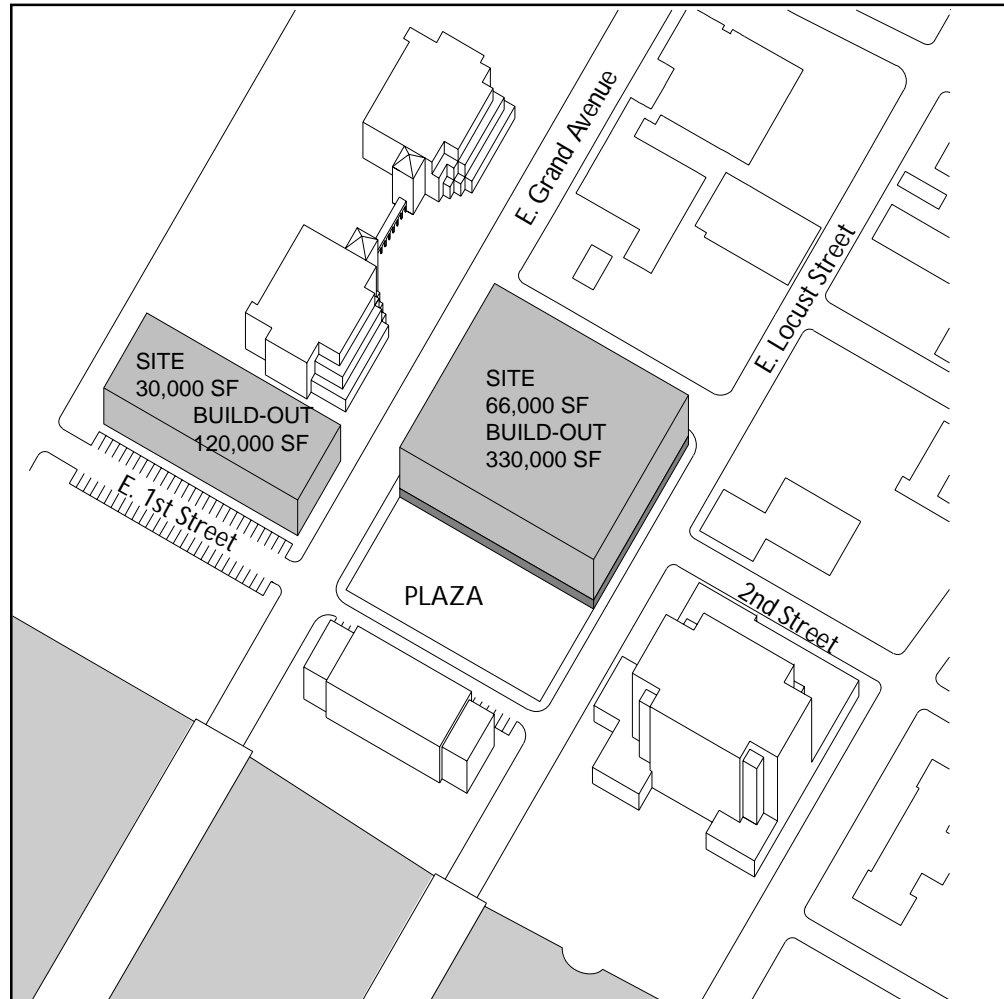 E. Grand Avenue
E. Locust Street
SITE
30,000 SF
BUILD-OUT
120,000 SF
SITE
66,000 SF
BUILD-OUT
330,000 SF
E. 1st Street
PLAZA
2nd Street